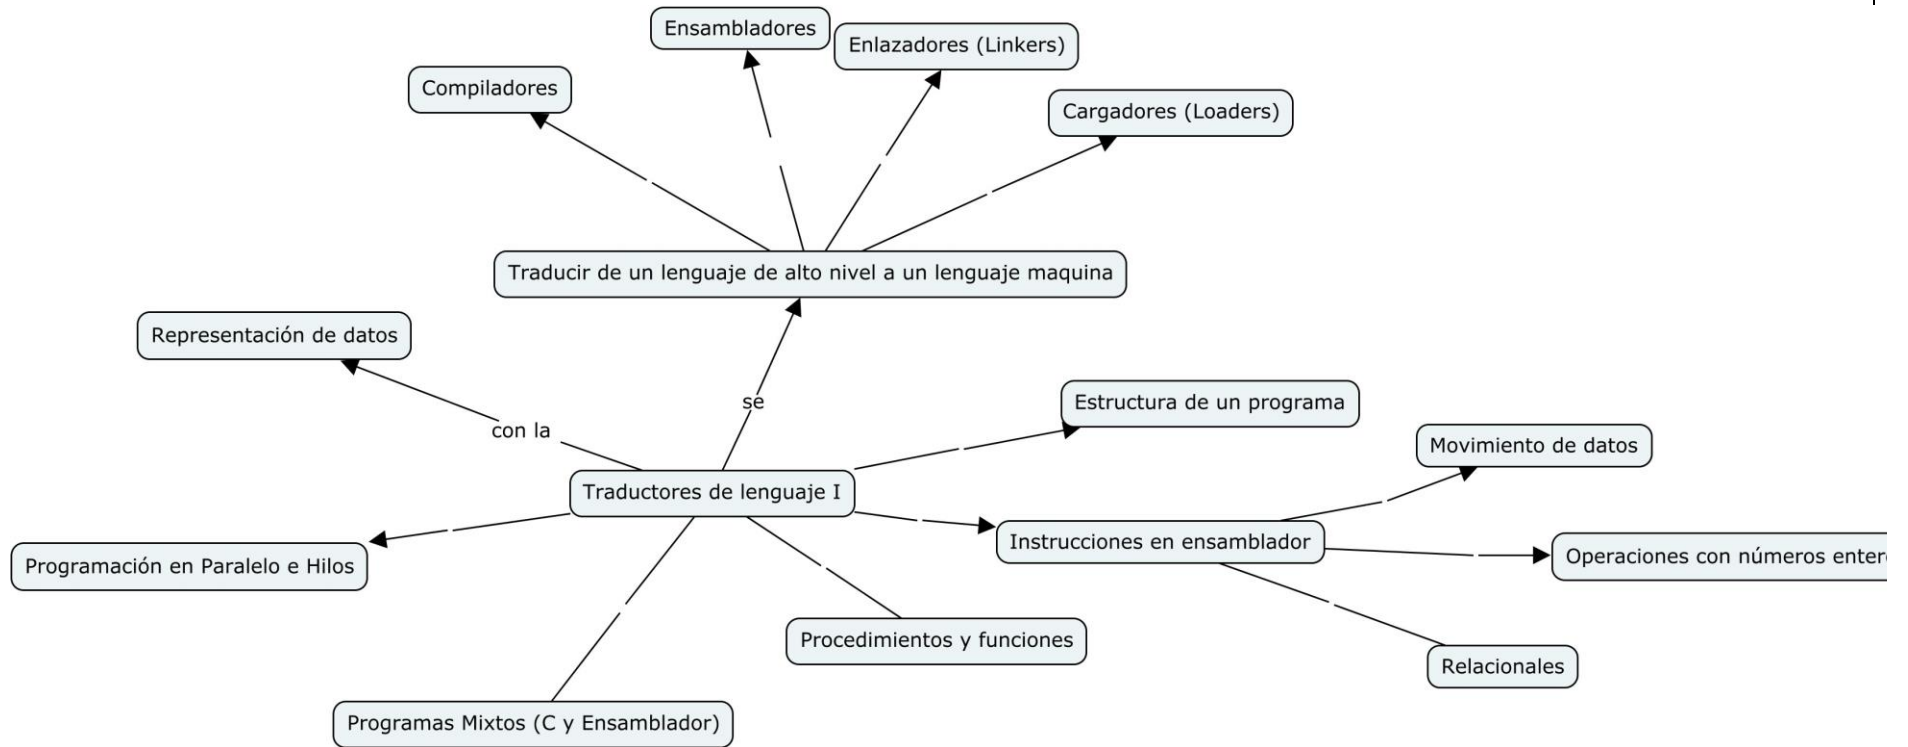 Ensambladores
Enlazadores (Linkers)
Compiladores
Cargadores (Loaders)
Traducir de un lenguaje de alto nivel a un lenguaje maquina
Representación de datos
se
Estructura de un programa
con la
Movimiento de datos
Traductores de lenguaje I
Instrucciones en ensamblador
Operaciones con números
Programación en Paralelo e Hilos
Procedimientos y funciones
Relacionales
Programas Mixtos (C y Ensamblador)